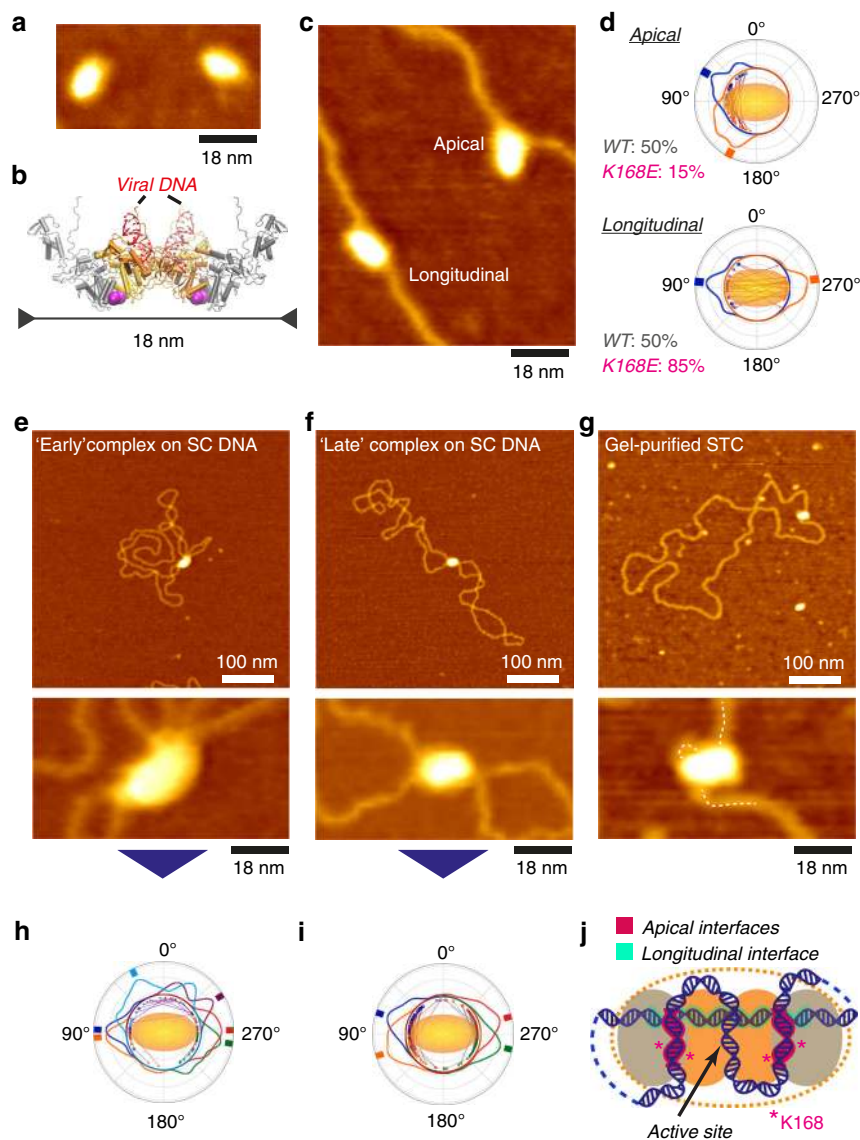 a
18 nm
b
Viral DNA
18 nm
c
Apical
Longitudinal
18 nm
d
Apical
0°
90°
270°
WT: 50%
K168E: 15%
180°
Longitudinal
0°
90°
270°
WT: 50%
K168E: 85%
180°
e
'Early'complex on SC DNA
100 nm
18 nm
f
'Late' complex on SC DNA
100 nm
18 nm
g
Gel-purified STC
100 nm
18 nm
h
0°
90°
270°
180°
i
0°
90°
270°
180°
j
Apical interfaces
Longitudinal interface
* * * *
*K168
Active site